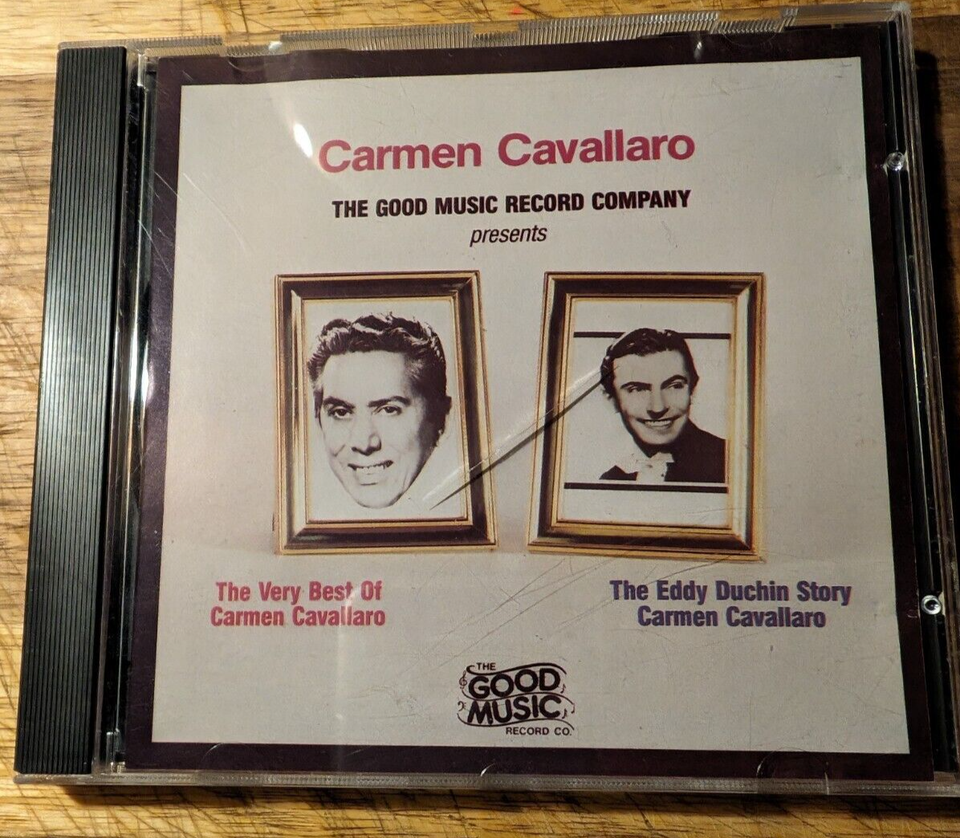 Carmen Cavallaro
THE GOOD MUSIC RECORD COMPANY
presents
The Very Best Of
Carmen Cavallaro
The Eddy Duchin Story
Carmen Cavallaro
THE
GOOD
MUSIC
RECORD CO.